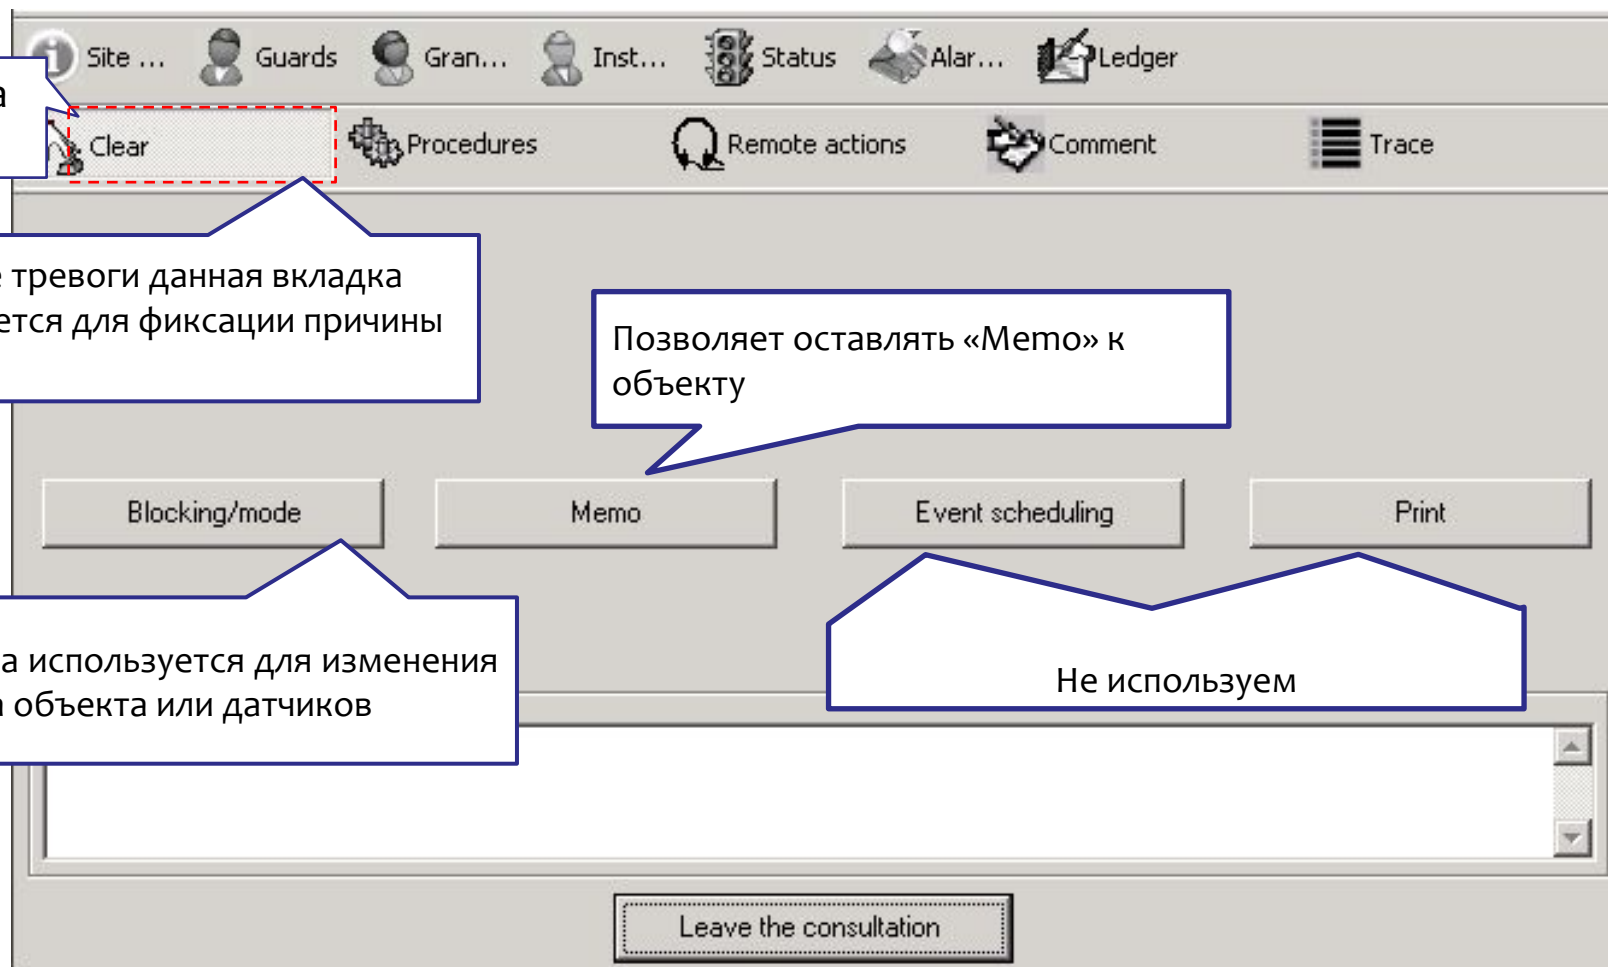 Site ... Guards Gran... Inst... Status Alar... Ledger
а
Clear Procedures Remote actions Comment Trace
е тревоги данная вкладка
ется для фиксации причины
Позволяет оставлять «Memo» к
объекту
Blocking/mode Memo Event scheduling Print
а используется для изменения
а объекта или датчиков
Не используем
Leave the consultation